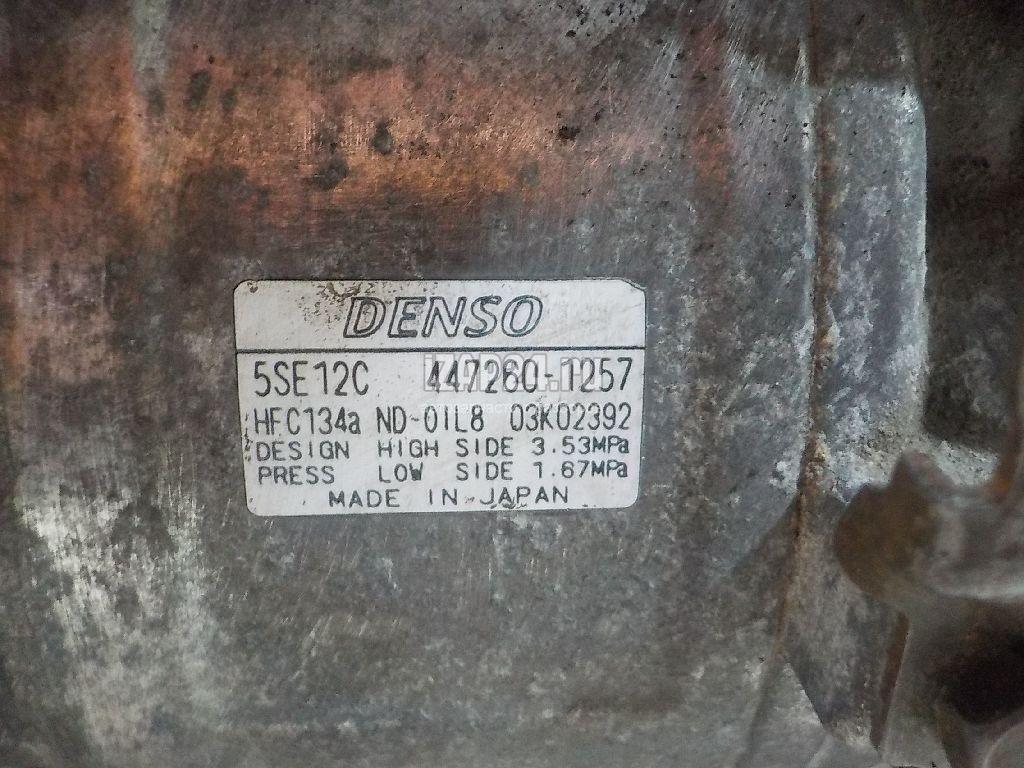 DENSO
5SE12C 447260-1257
HFC134a ND-OIL8 03K02392
DESIGN HIGH SIDE 3.53MPa
PRESS LOW SIDE 1.67MPa
MADE IN JAPAN